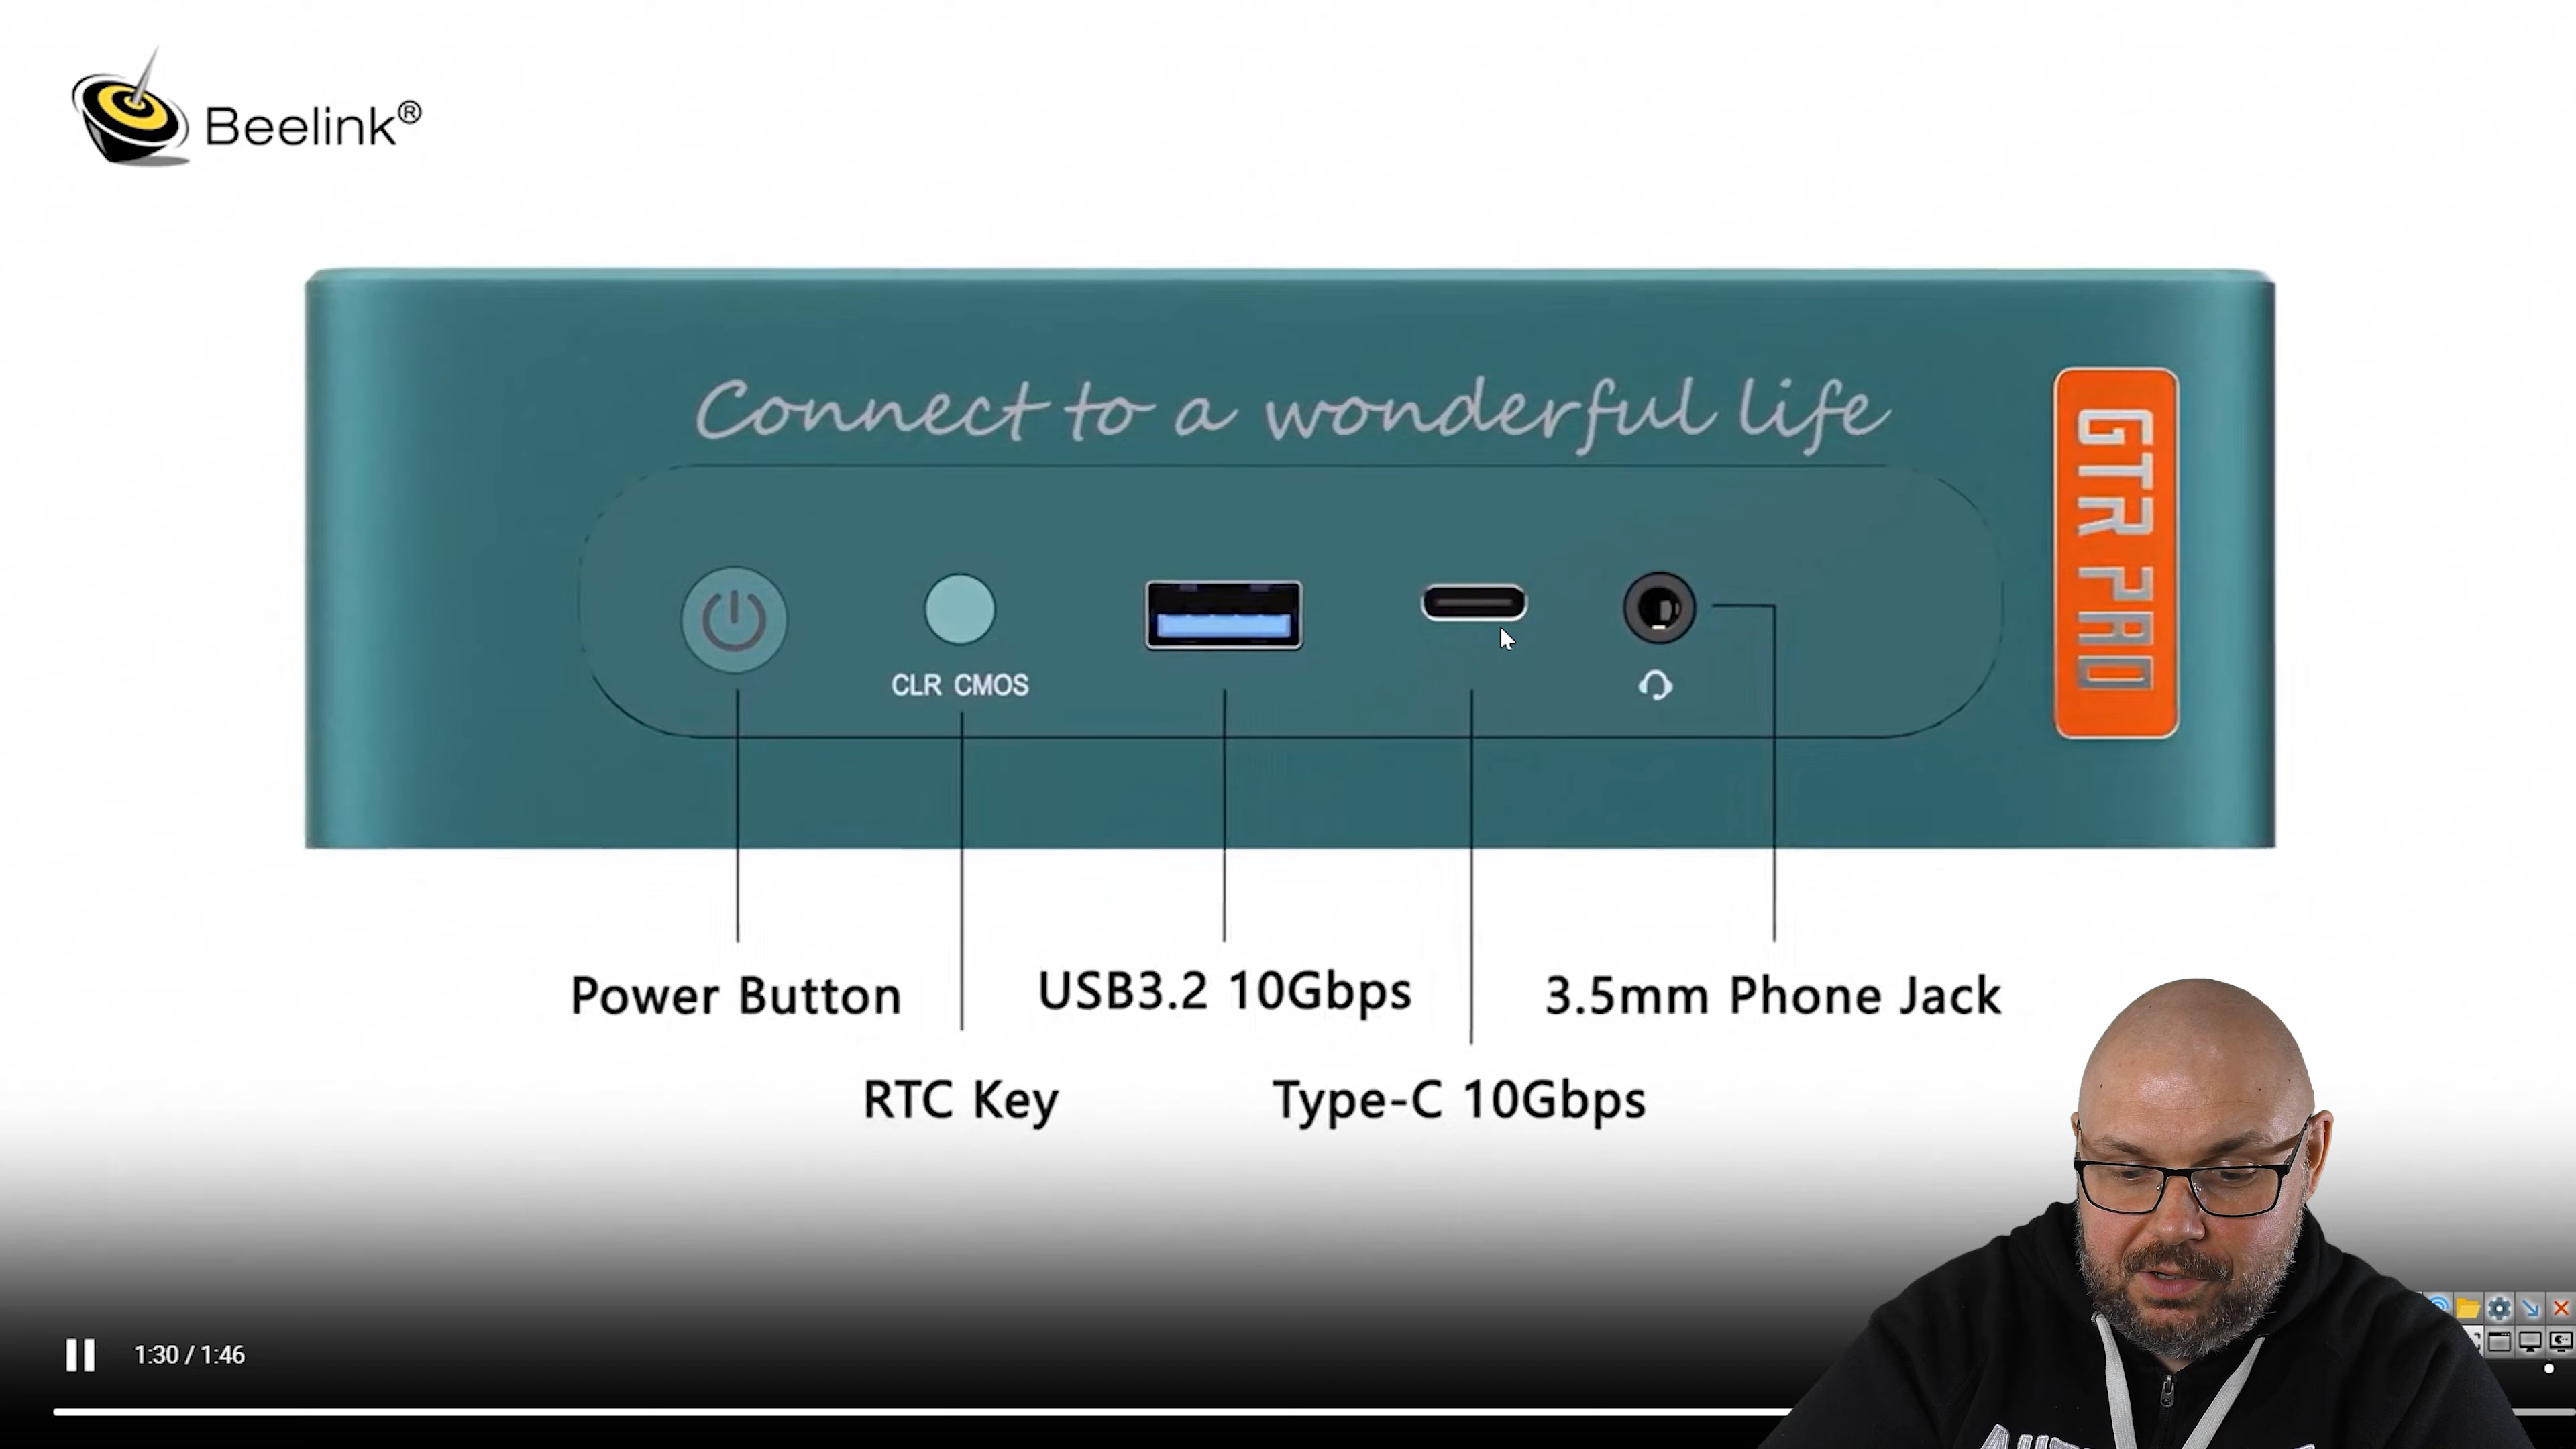 Beelink®
Connect to a wonderful life
GTR PRO
CLR CMOS
Power Button
USB3.2 10Gbps
3.5mm Phone Jack
RTC Key
Type-C 10Gbps
1:30 / 1:46